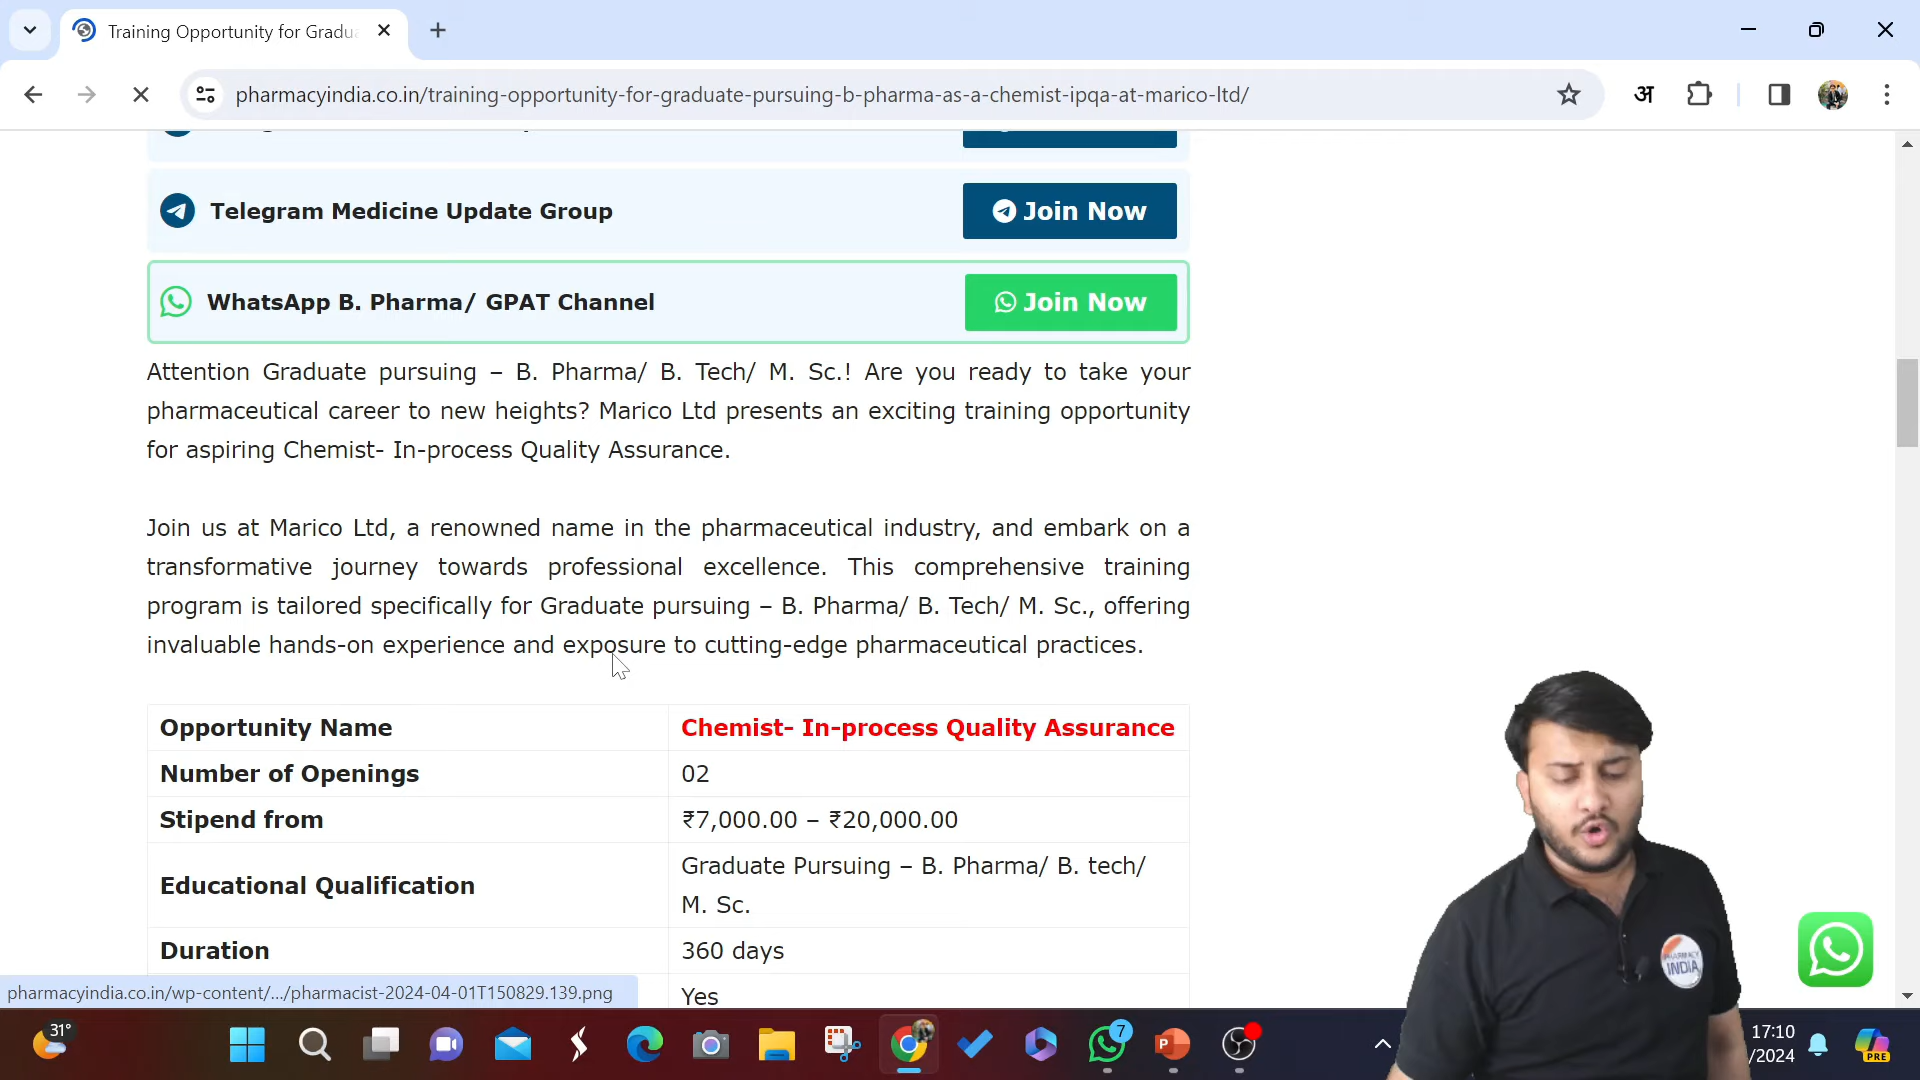 Training Opportunity for Gradu
pharmacyindia.co.in/training-opportunity-for-graduate-pursuing-b-pharma-as-a-chemist-ipqa-at-marico-ltd/
अ
Telegram Medicine Update Group
Join Now
WhatsApp B. Pharma/ GPAT Channel
Join Now
Attention Graduate pursuing – B. Pharma/ B. Tech/ M. Sc.! Are you ready to take your
pharmaceutical career to new heights? Marico Ltd presents an exciting training opportunity
for aspiring Chemist- In-process Quality Assurance.
Join us at Marico Ltd, a renowned name in the pharmaceutical industry, and embark on a
transformative journey towards professional excellence. This comprehensive training
program is tailored specifically for Graduate pursuing – B. Pharma/ B. Tech/ M. Sc., offering
invaluable hands-on experience and exposure to cutting-edge pharmaceutical practices.
Opportunity Name
Chemist- In-process Quality Assurance
Number of Openings
02
Stipend from
₹7,000.00 – ₹20,000.00
Educational Qualification
Graduate Pursuing – B. Pharma/ B. tech/
M. Sc.
Duration
360 days
Yes
PHARMACY
INDIA
pharmacyindia.co.in/wp-content/.../pharmacist-2024-04-01T150829.139.png
31°
7
P
17:10
/2024
PRE